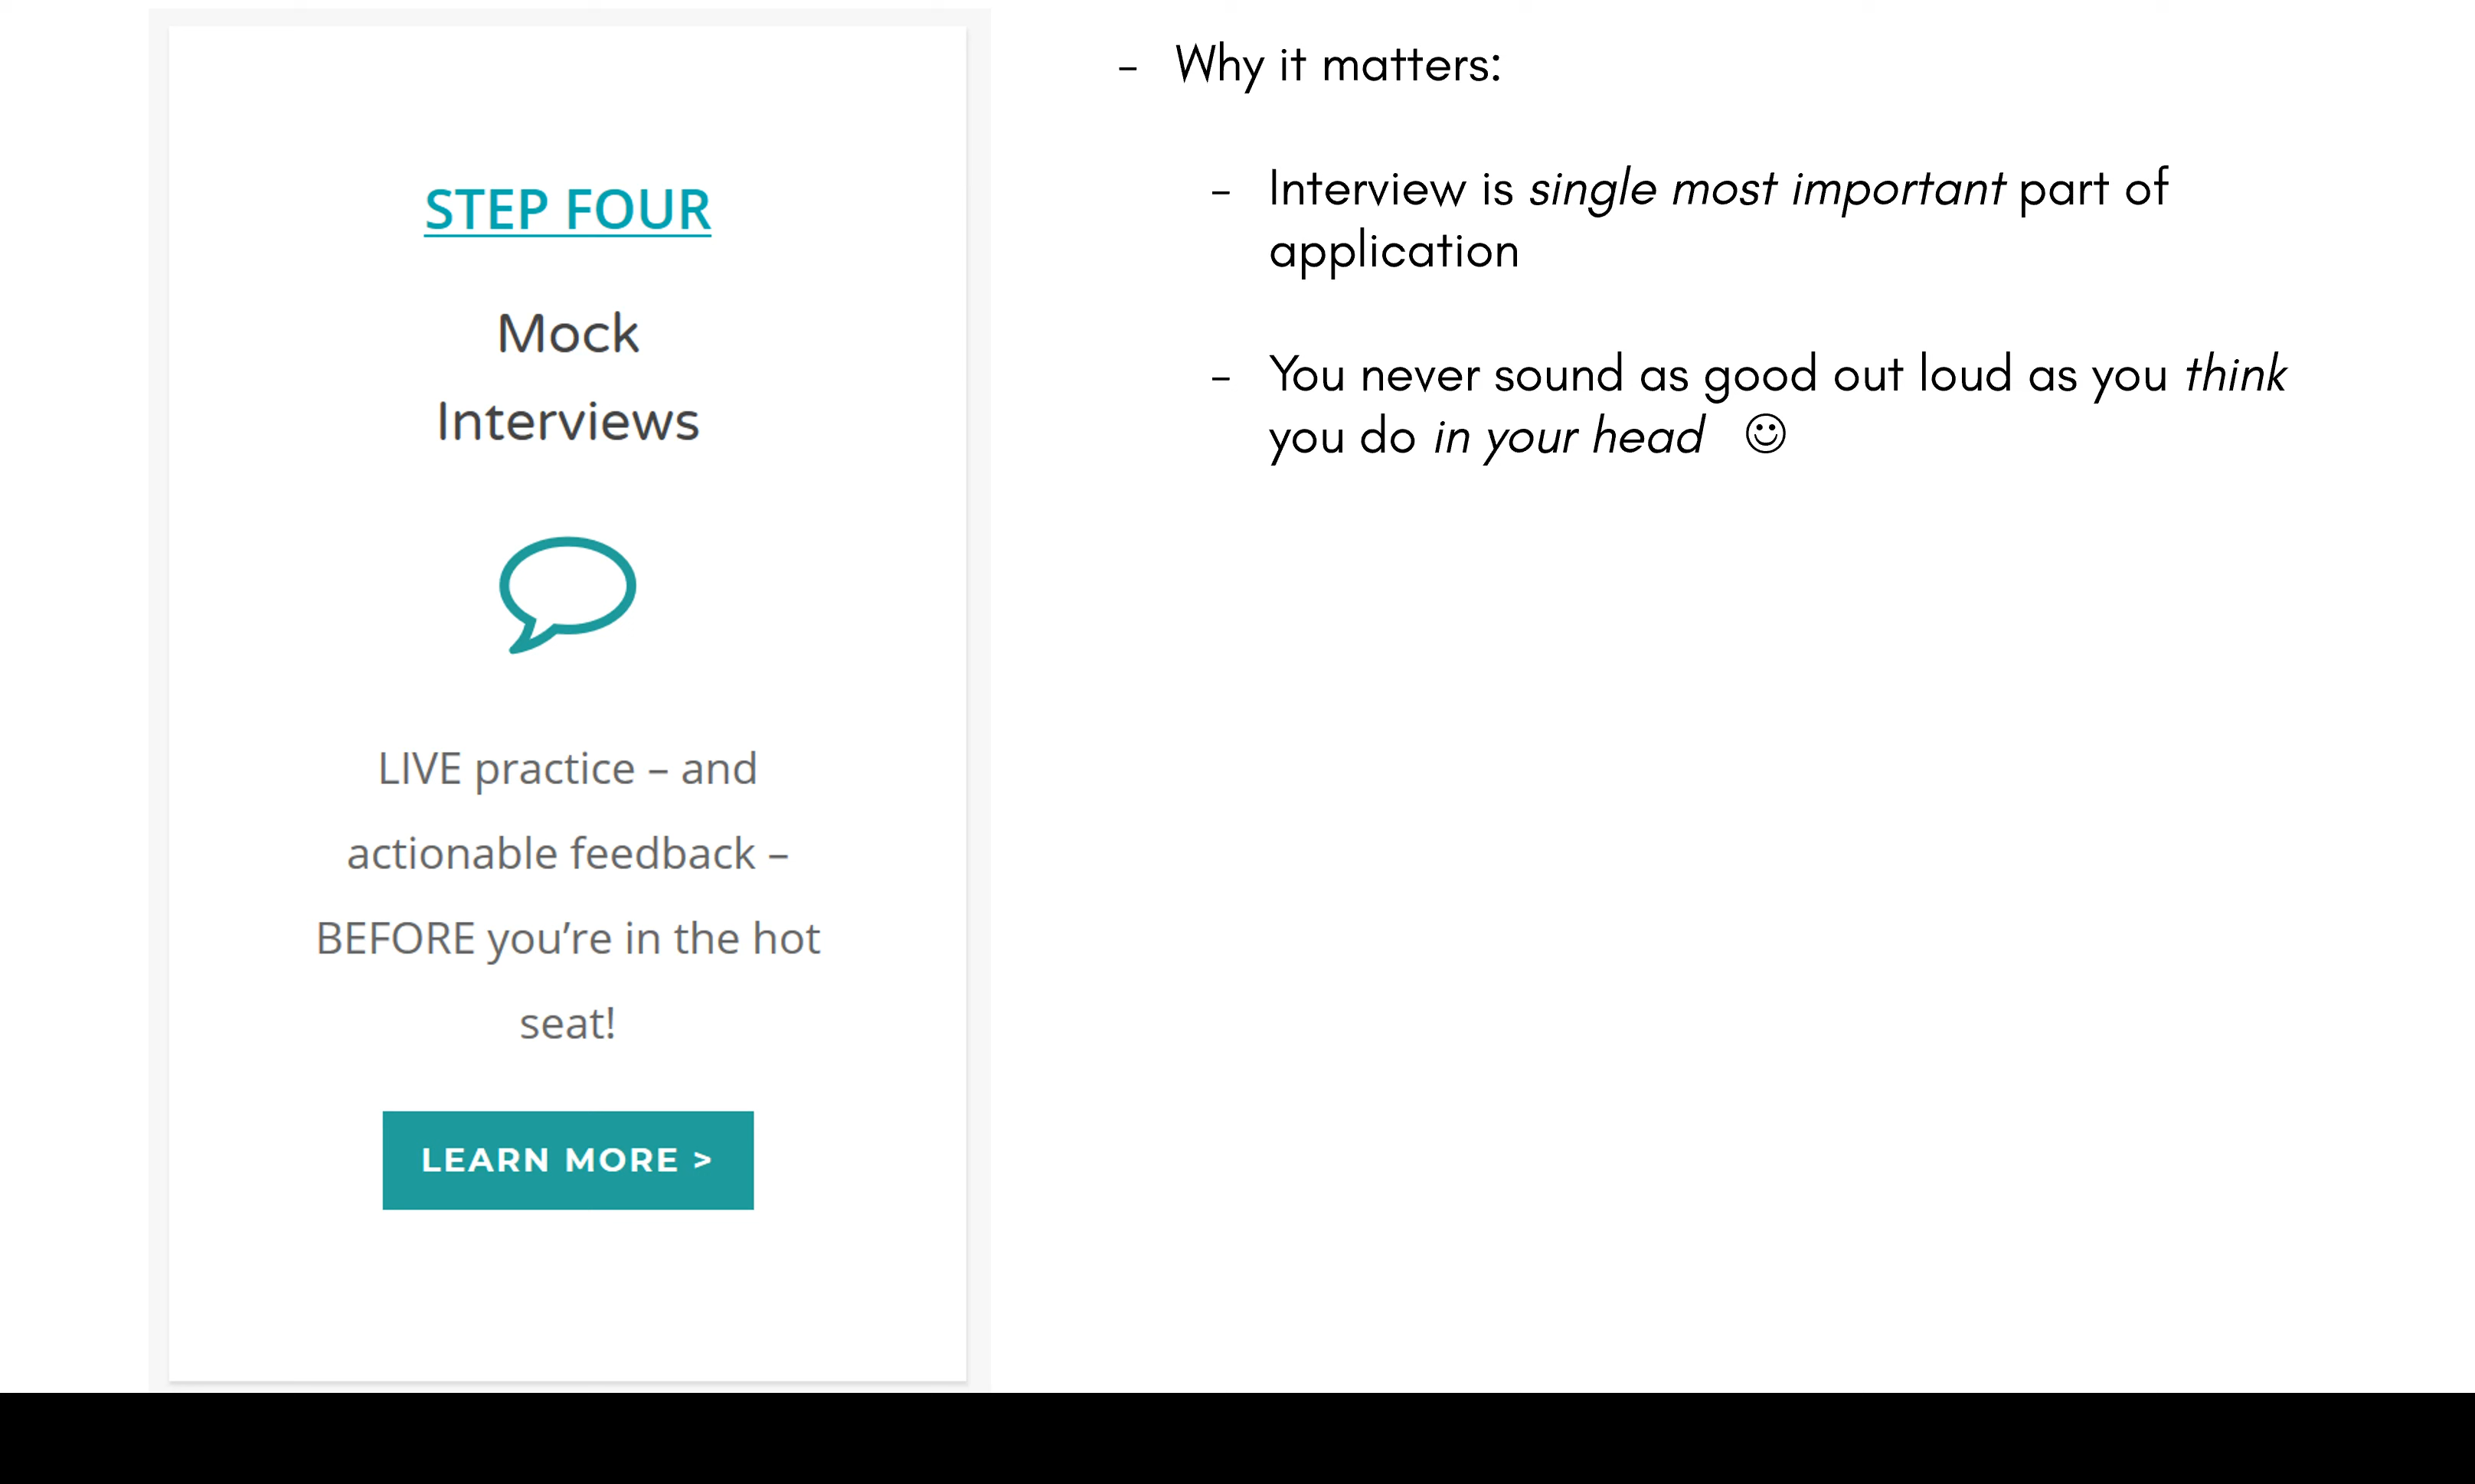 STEP FOUR
Mock
Interviews
LIVE practice – and
actionable feedback –
BEFORE you’re in the hot
seat!
LEARN MORE >
– Why it matters:
– Interview is single most important part of
application
– You never sound as good out loud as you think
you do in your head ☺